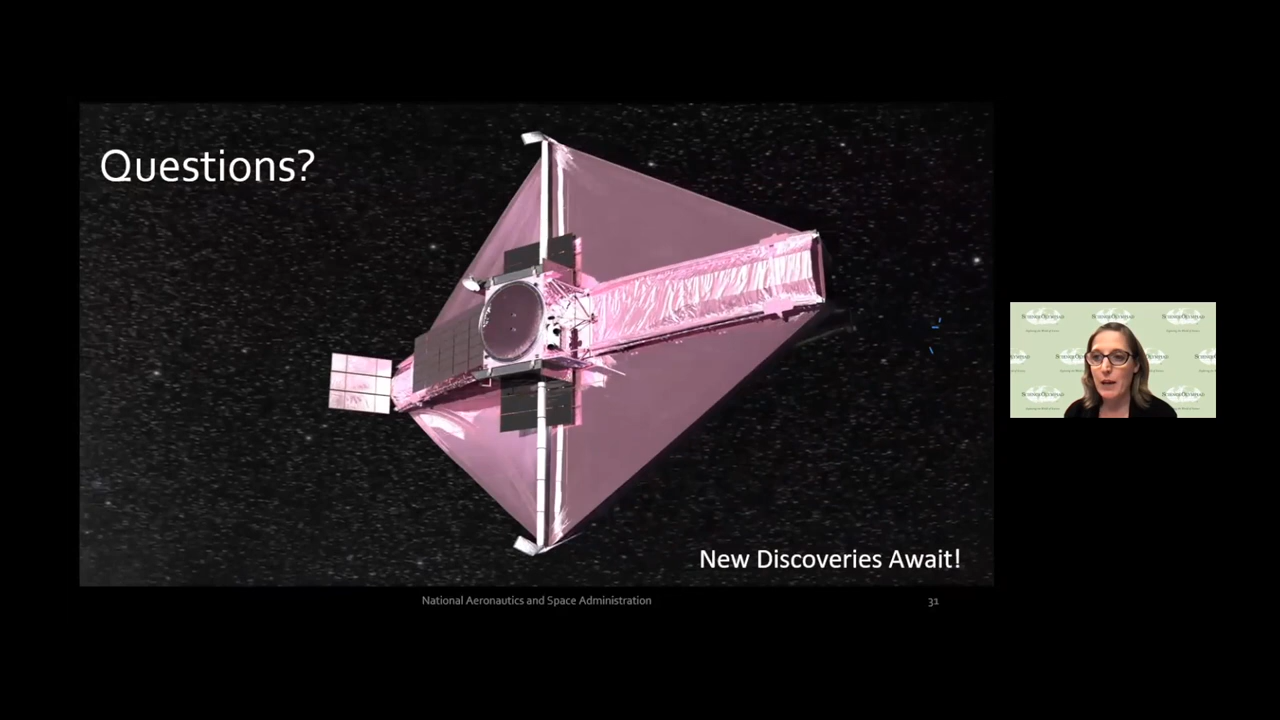 Questions?
New Discoveries Await!
National Aeronautics and Space Administration
31